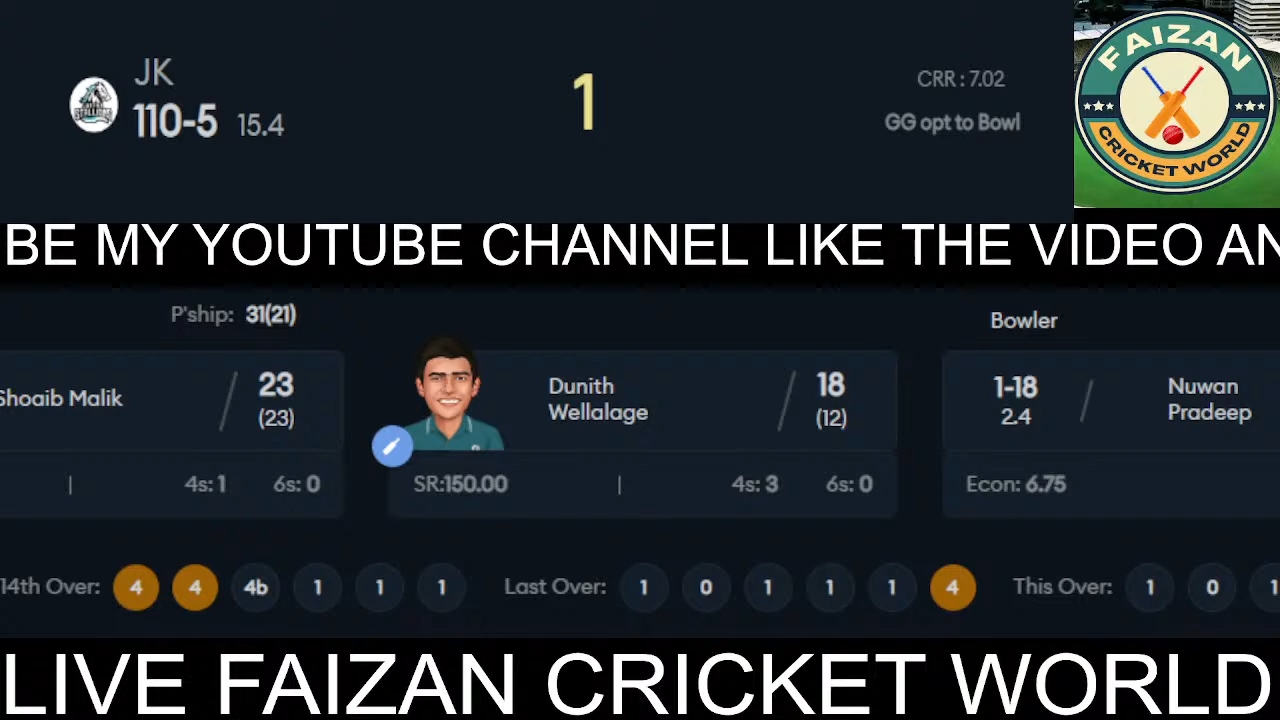 JK
110-5 15.4
1
CRR : 7.02
GG opt to Bowl
FAIZAN
CRICKET WORLD
BE MY YOUTUBE CHANNEL LIKE THE VIDEO AN
P'ship: 31(21)
Shoaib Malik
23
(23)
4s: 1 6s: 0
Dunith
Wellalage
18
(12)
SR:150.00 | 4s: 3 6s: 0
Bowler
1-18
2.4
Nuwan
Pradeep
Econ: 6.75
14th Over: 4 4 4b 1 1 1 Last Over: 1 0 1 1 1 4 This Over: 1 0 1
LIVE FAIZAN CRICKET WORLD